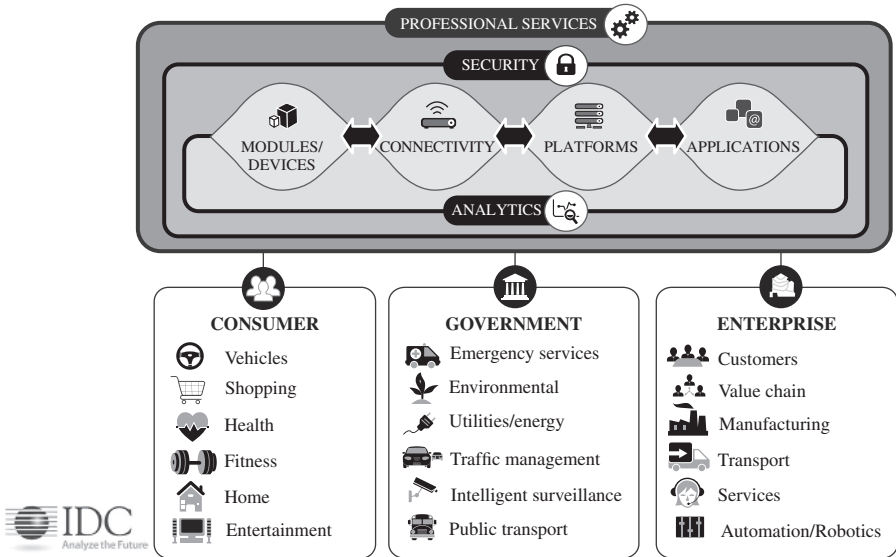 PROFESSIONAL SERVICES
SECURITY
MODULES/
DEVICES
CONNECTIVITY
PLATFORMS
@
APPLICATIONS
ANALYTICS
CONSUMER
Vehicles
Shopping
Health
Fitness
Home
Entertainment
GOVERNMENT
Emergency services
Environmental
Utilities/energy
Traffic management
Intelligent surveillance
Public transport
ENTERPRISE
Customers
Value chain
Manufacturing
Transport
Services
Automation/Robotics
IDC
Analyze the Future